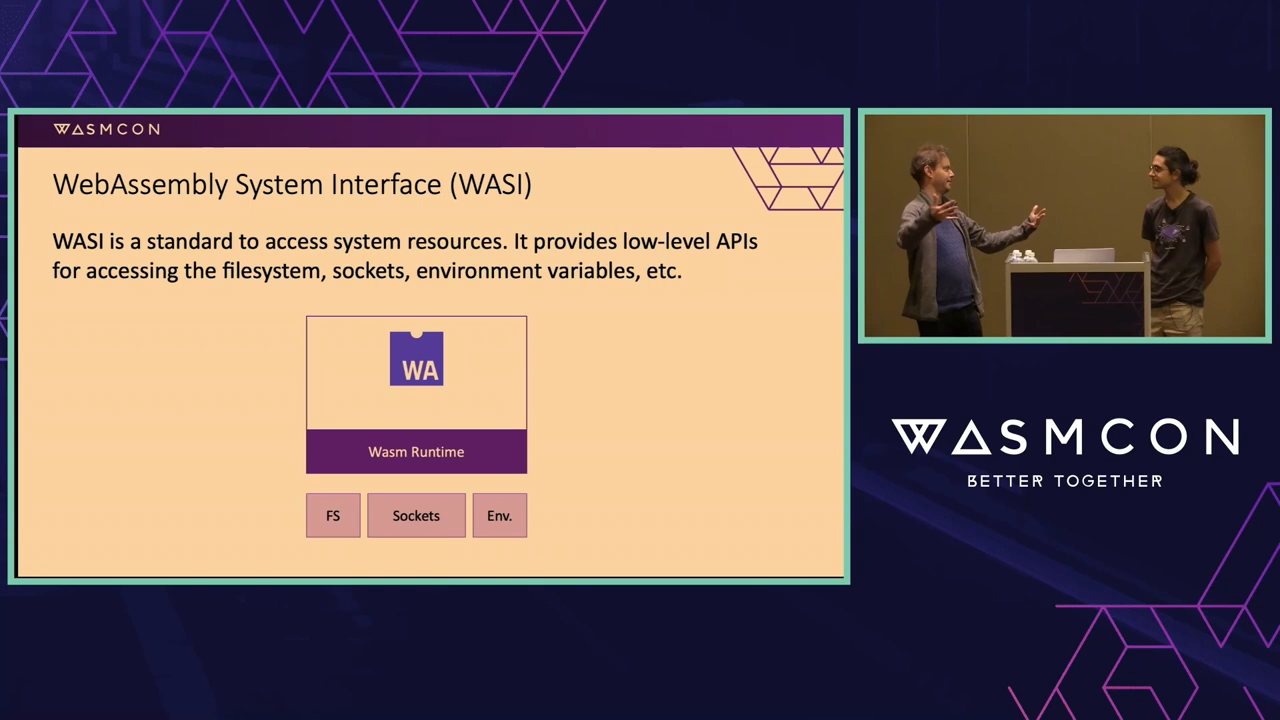 WASMCON
WebAssembly System Interface (WASI)
WASI is a standard to access system resources. It provides low-level APIs
for accessing the filesystem, sockets, environment variables, etc.
WA
Wasm Runtime
FS
Sockets
Env.
WASMCON
BETTER TOGETHER